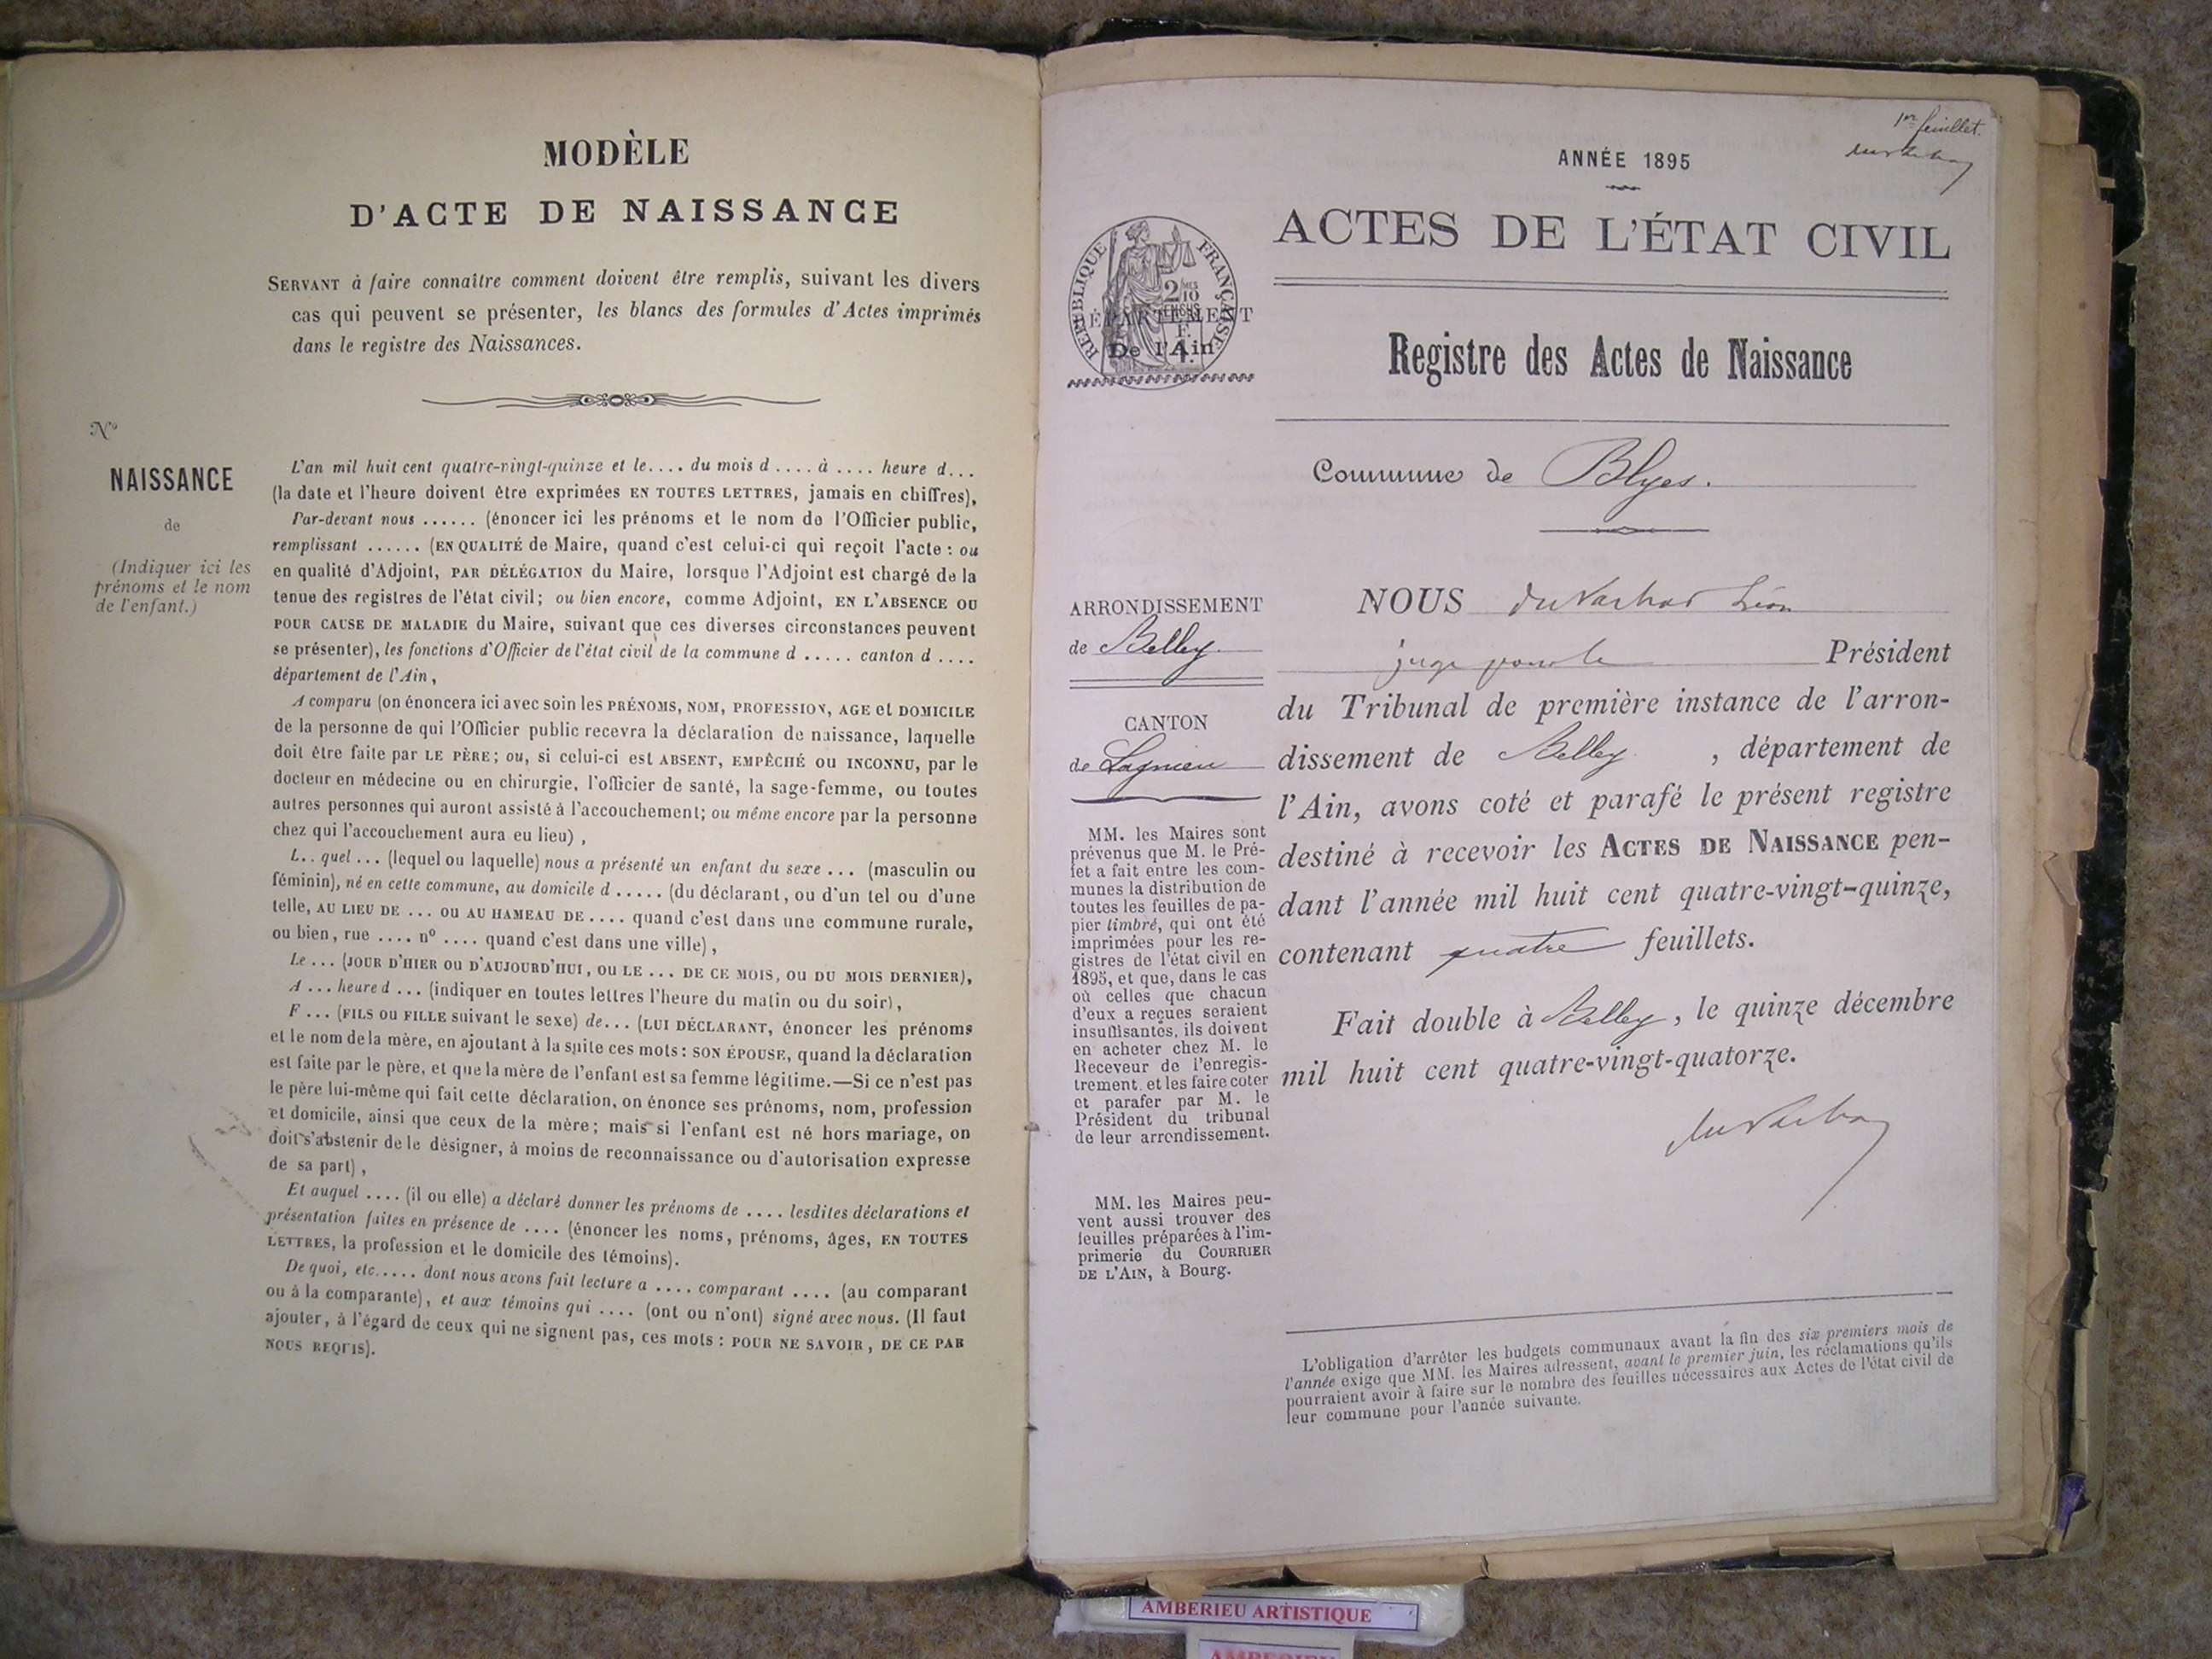 MODÈLE
D'ACTE DE NAISSANCE
SERVANT à faire connaître comment doivent être remplis, suivant les divers
cas qui peuvent se présenter, les blancs des formules d'Actes imprimés
dans le registre des Naissances.
N°
NAISSANCE
de
(Indiquer ici les
prénoms et le nom
de l'enfant.)
L'an mil huit cent quatre-vingt-quinze et le.... du mois d .... à .... heure d...
(la date et l'heure doivent être exprimées EN TOUTES LETTRES, jamais en chiffres),
Par-devant nous ...... (énoncer ici les prénoms et le nom de l'Officier public,
remplissant ...... (EN QUALITÉ de Maire, quand c'est celui-ci qui reçoit l'acte : ou
en qualité d'Adjoint, PAR DÉLÉGATION du Maire, lorsque l'Adjoint est chargé de la
tenue des registres de l'état civil; ou bien encore, comme Adjoint, EN L'ABSENCE OU
POUR CAUSE DE MALADIE du Maire, suivant que ces diverses circonstances peuvent
se présenter), les fonctions d'Officier de l'état civil de la commune d ..... canton d ....
département de l'Ain,
A comparu (on énoncera ici avec soin les PRÉNOMS, NOM, PROFESSION, AGE et DOMICILE
de la personne de qui l'Officier public recevra la déclaration de naissance, laquelle
doit être faite par LE PÈRE; ou, si celui-ci est ABSENT, EMPÊCHÉ OU INCONNU, par le
docteur en médecine ou en chirurgie, l'officier de santé, la sage-femme, ou toutes
autres personnes qui auront assisté à l'accouchement; ou même encore par la personne
chez qui l'accouchement aura eu lieu),
L.. quel ... (lequel ou laquelle) nous a présenté un enfant du sexe ... (masculin ou
féminin), né en cette commune, au domicile d ..... (du déclarant, ou d'un tel ou d'une
telle, AU LIEU DE ... OU AU HAMEAU DE .... quand c'est dans une commune rurale,
ou bien, rue .... n° .... quand c'est dans une ville),
Le ... (JOUR D'HIER OU D'AUJOURD'HUI, OU LE ... DE CE MOIS, OU DU MOIS DERNIER),
A ... heure d ... (indiquer en toutes lettres l'heure du matin ou du soir),
F ... (FILS OU FILLE suivant le sexe) de... (LUI DÉCLARANT, énoncer les prénoms
et le nom de la mère, en ajoutant à la suite ces mots: SON ÉPOUSE, quand la déclaration
est faite par le père, et que la mère de l'enfant est sa femme légitime.—Si ce n'est pas
le père lui-même qui fait cette déclaration, on énonce ses prénoms, nom, profession
et domicile, ainsi que ceux de la mère; mais si l'enfant est né hors mariage, on
doit s'abstenir de le désigner, à moins de reconnaissance ou d'autorisation expresse
de sa part),
Et auquel .... (il ou elle) a déclaré donner les prénoms de .... lesdites déclarations et
présentation faites en présence de .... (énoncer les noms, prénoms, âges, EN TOUTES
LETTRES, la profession et le domicile des témoins).
De quoi, etc..... dont nous avons fait lecture a .... comparant .... (au comparant
ou à la comparante), et aux témoins qui .... (ont ou n'ont) signé avec nous. (Il faut
ajouter, à l'égard de ceux qui ne signent pas, ces mots : POUR NE SAVOIR, DE CE PAR
NOUS REQUIS).
1er feuillet.
ANNÉE 1895
ACTES DE L'ÉTAT CIVIL
RÉPUBLIQUE FRANÇAISE
2/10
DÉPARTEMENT
De l'Ain
Registre des Actes de Naissance
Commune de Blyes.
ARRONDISSEMENT
de Belley
CANTON
de Lagnieu
MM. les Maires sont
prévenus que M. le Pré-
fet a fait entre les com-
munes la distribution de
toutes les feuilles de pa-
pier timbré, qui ont été
imprimées pour les re-
gistres de l'état civil en
1895, et que, dans le cas
où celles que chacun
d'eux a reçues seraient
insuffisantes, ils doivent
en acheter chez M. le
Receveur de l'enregis-
trement, et les faire coter
et parafer par M. le
Président du tribunal
de leur arrondissement.
MM. les Maires peu-
vent aussi trouver des
feuilles préparées à l'im-
primerie du COURRIER
DE L'AIN, à Bourg.
NOUS Léon
juge pour le Président
du Tribunal de première instance de l'arron-
dissement de Belley, département de
l'Ain, avons coté et parafé le présent registre
destiné à recevoir les ACTES DE NAISSANCE pen-
dant l'année mil huit cent quatre-vingt-quinze,
contenant quatre feuillets.
Fait double à Belley, le quinze décembre
mil huit cent quatre-vingt-quatorze.
L'obligation d'arrêter les budgets communaux avant la fin des six premiers mois de
l'année exige que MM. les Maires adressent, avant le premier juin, les réclamations qu'ils
pourraient avoir à faire sur le nombre des feuilles nécessaires aux Actes de l'état civil de
leur commune pour l'année suivante.
AMBERIEU ARTISTIQUE
AMBERIEU